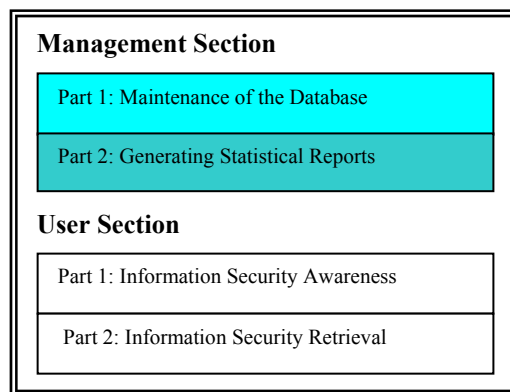 Management Section
Part 1: Maintenance of the Database
Part 2: Generating Statistical Reports
User Section
Part 1: Information Security Awareness
Part 2: Information Security Retrieval